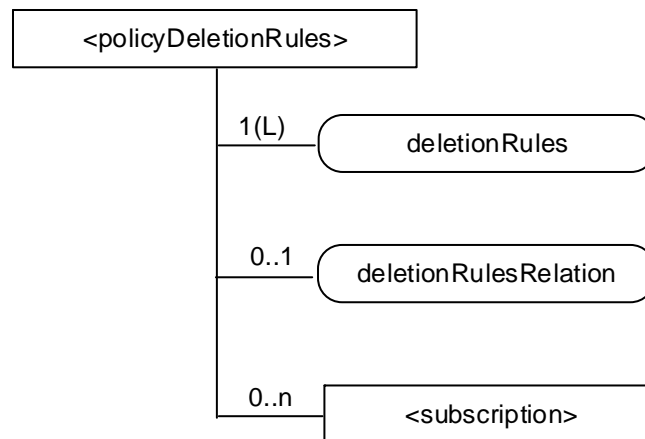 <policyDeletionRules>
1(L)
deletionRules
0..1
deletionRulesRelation
0..n
<subscription>